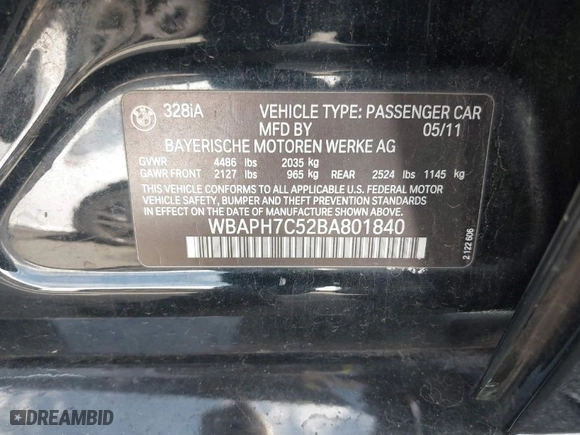 328iA VEHICLE TYPE: PASSENGER CAR
MFD BY 05/11
BAYERISCHE MOTOREN WERKE AG
GVWR 4486 lbs 2035 kg
GAWR FRONT 2127 lbs 965 kg REAR 2524 lbs 1145 kg
THIS VEHICLE CONFORMS TO ALL APPLICABLE U.S. FEDERAL MOTOR
VEHICLE SAFETY, BUMPER AND THEFT PREVENTION STANDARDS
IN EFFECT ON THE DATE OF MANUFACTURE SHOWN ABOVE.
WBAPH7C52BA801840
2 122 606
DREAMBID